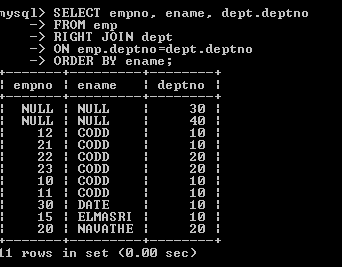 mysql> SELECT empno, ename, dept.deptno
    -> FROM emp
    -> RIGHT JOIN dept
    -> ON emp.deptno=dept.deptno
    -> ORDER BY ename;
+-------+---------+--------+
| empno | ename   | deptno |
+-------+---------+--------+
|  NULL | NULL    |     30 |
|  NULL | NULL    |     40 |
|    12 | CODD    |     10 |
|    21 | CODD    |     10 |
|    22 | CODD    |     20 |
|    23 | CODD    |     20 |
|    10 | CODD    |     10 |
|    11 | CODD    |     10 |
|    30 | DATE    |     10 |
|    15 | ELMASRI |     10 |
|    20 | NAVATHE |     20 |
+-------+---------+--------+
11 rows in set (0.00 sec)